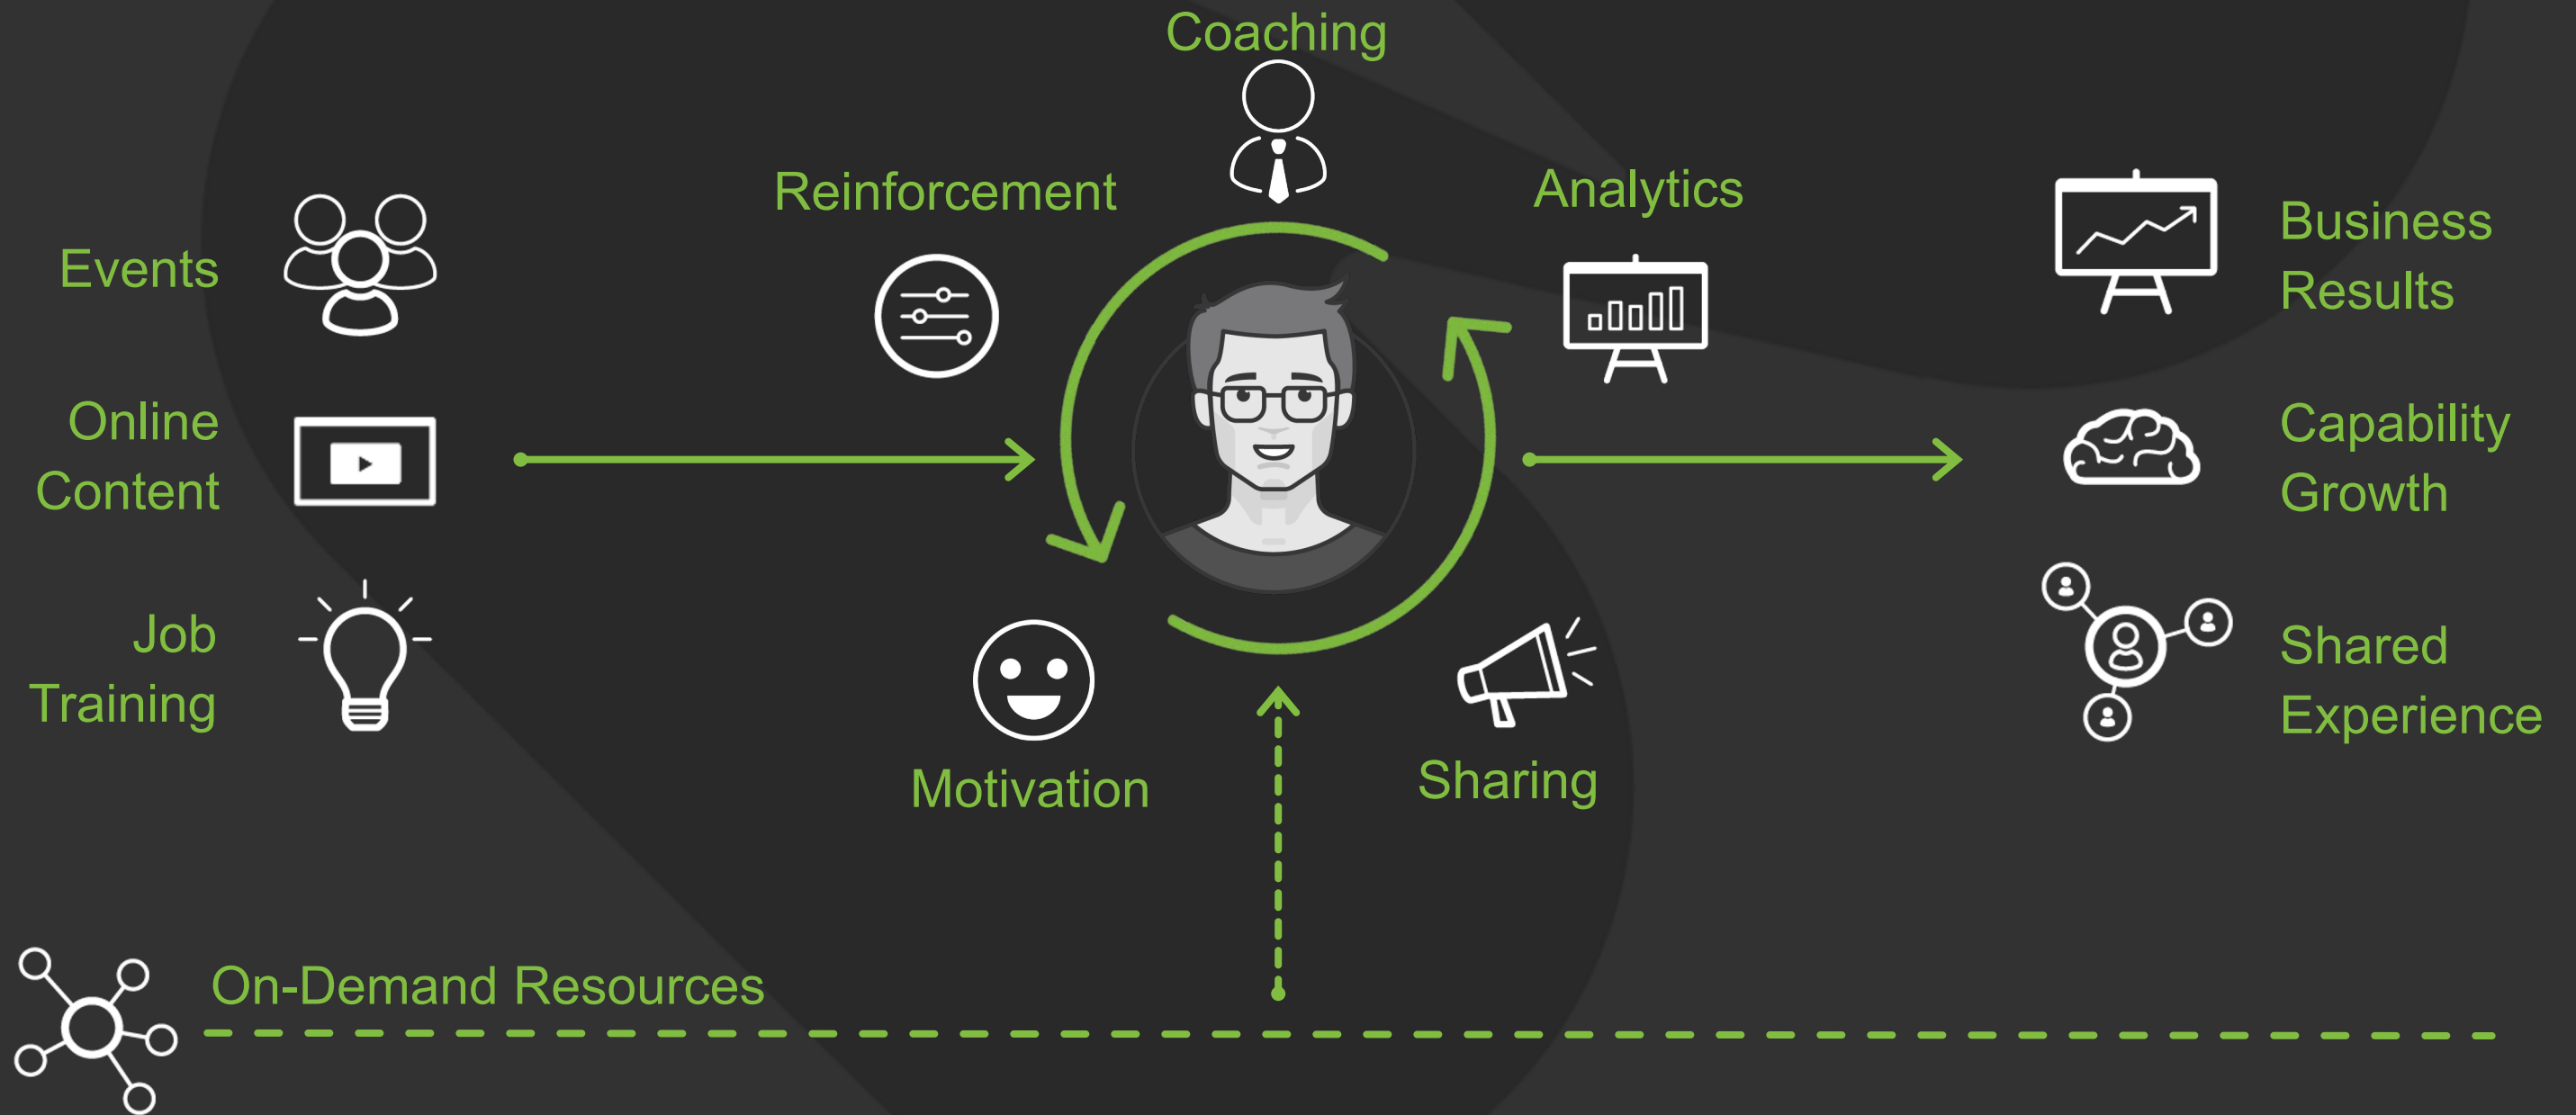 Coaching
Reinforcement
Analytics
Events
Online
Content
Job
Training
Motivation
Sharing
Business
Results
Capability
Growth
Shared
Experience
On-Demand Resources